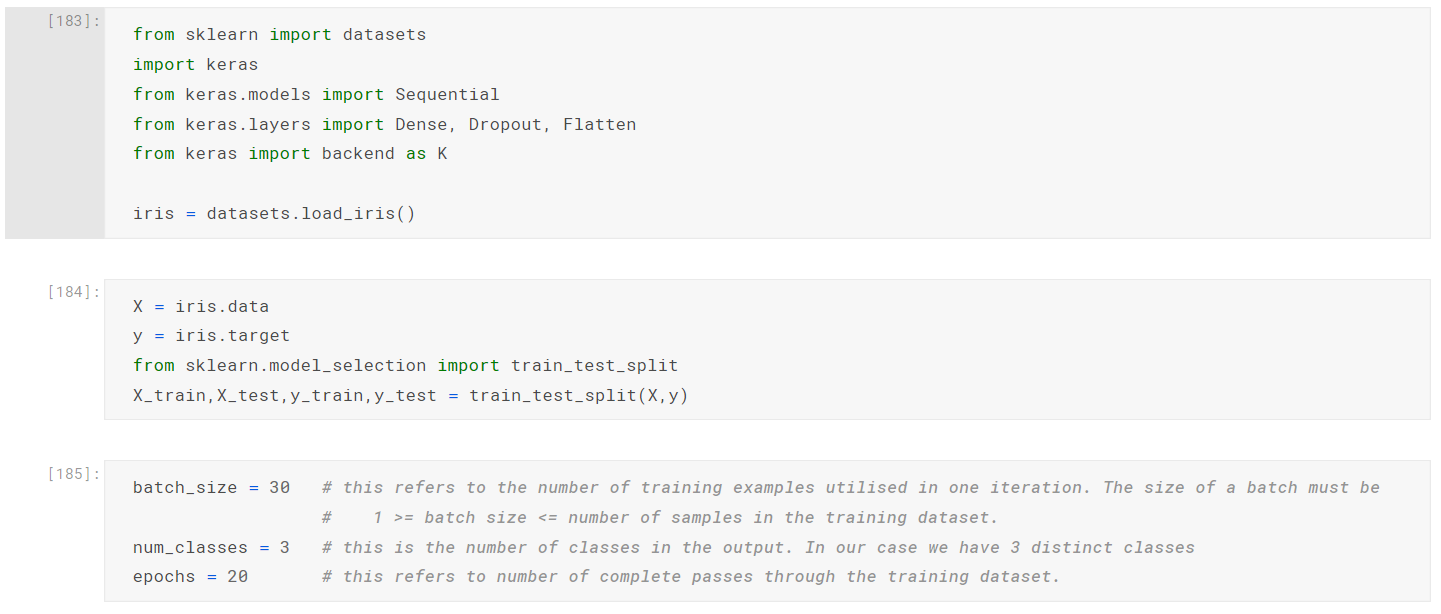 [183]:
from sklearn import datasets
import keras
from keras.models import Sequential
from keras.layers import Dense, Dropout, Flatten
from keras import backend as K
iris = datasets.load_iris()
[184]:
X = iris.data
y = iris.target
from sklearn.model_selection import train_test_split
X_train,X_test,y_train,y_test = train_test_split(X,y)
[185]:
batch_size = 30   # this refers to the number of training examples utilised in one iteration. The size of a batch must be
                  #    1 >= batch size <= number of samples in the training dataset.
num_classes = 3   # this is the number of classes in the output. In our case we have 3 distinct classes
epochs = 20       # this refers to number of complete passes through the training dataset.